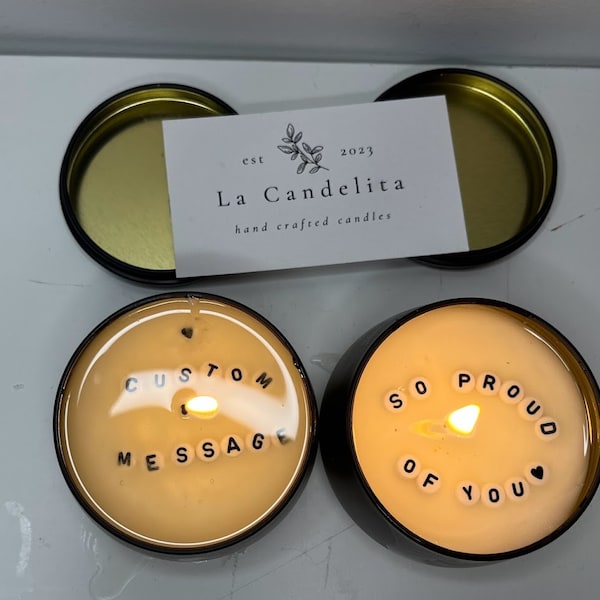 est 2023
La Candelita
hand crafted candles
CUSTOM
MESSAGE
SO PROUD
OF YOU♥